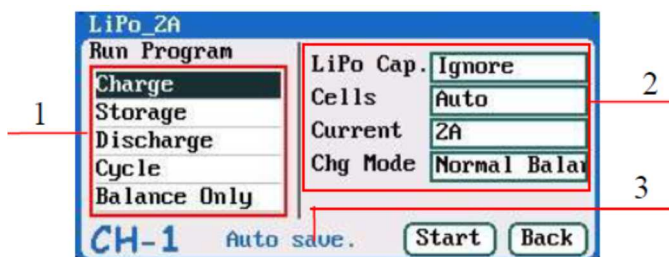 LiPo_2A
Run Program
Charge
Storage
Discharge
Cycle
Balance Only
LiPo Cap. Ignore
Cells Auto
Current 2A
Chg Mode Normal Balan
CH-1 Auto save. Start Back
1
2
3